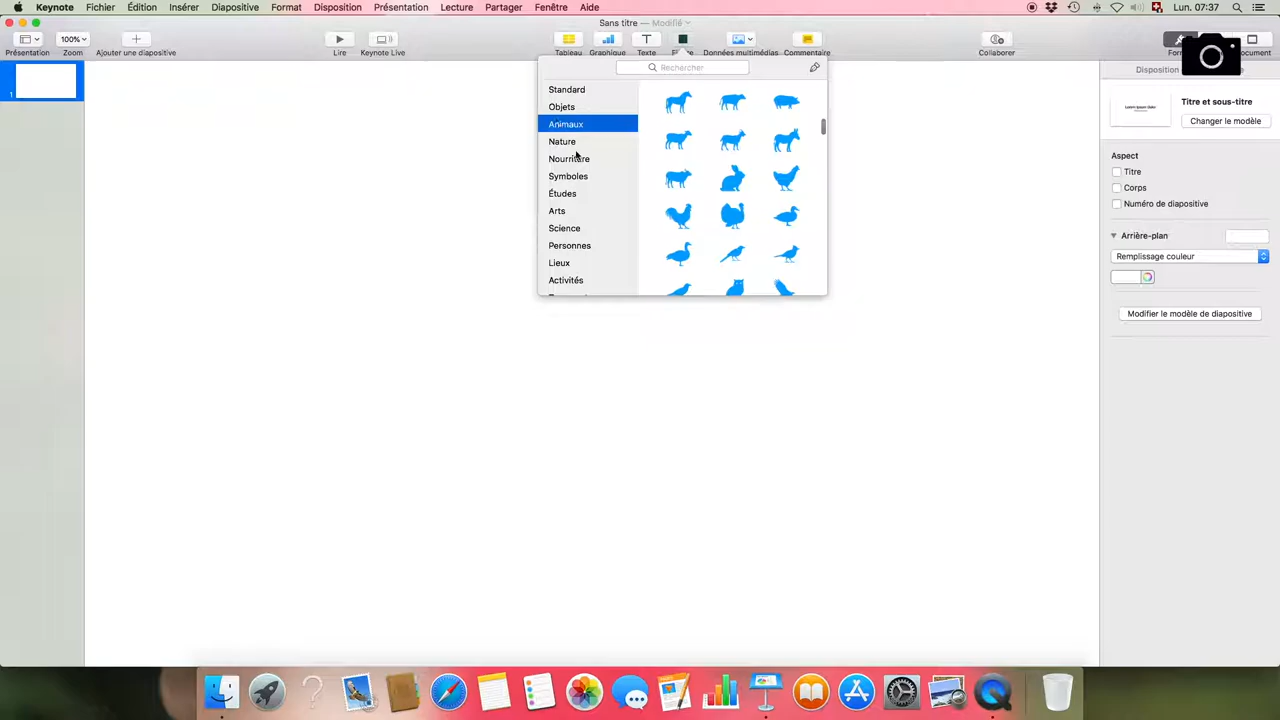 Keynote Fichier Édition Insérer Diapositive Format Disposition Présentation Lecture Partager Fenêtre Aide Lun. 07:37
Sans titre — Modifié
100%
Présentation Zoom Ajouter une diapositive Lire Keynote Live Tableau Graphique Texte Données multimédias Commentaire Collaborer
Rechercher
Disposition
Standard
Objets
Animaux
Nature
Nourriture
Symboles
Études
Arts
Science
Personnes
Lieux
Activités
1
Titre et sous-titre
Changer le modèle
Aspect
Titre
Corps
Numéro de diapositive
Arrière-plan
Remplissage couleur
Modifier le modèle de diapositive